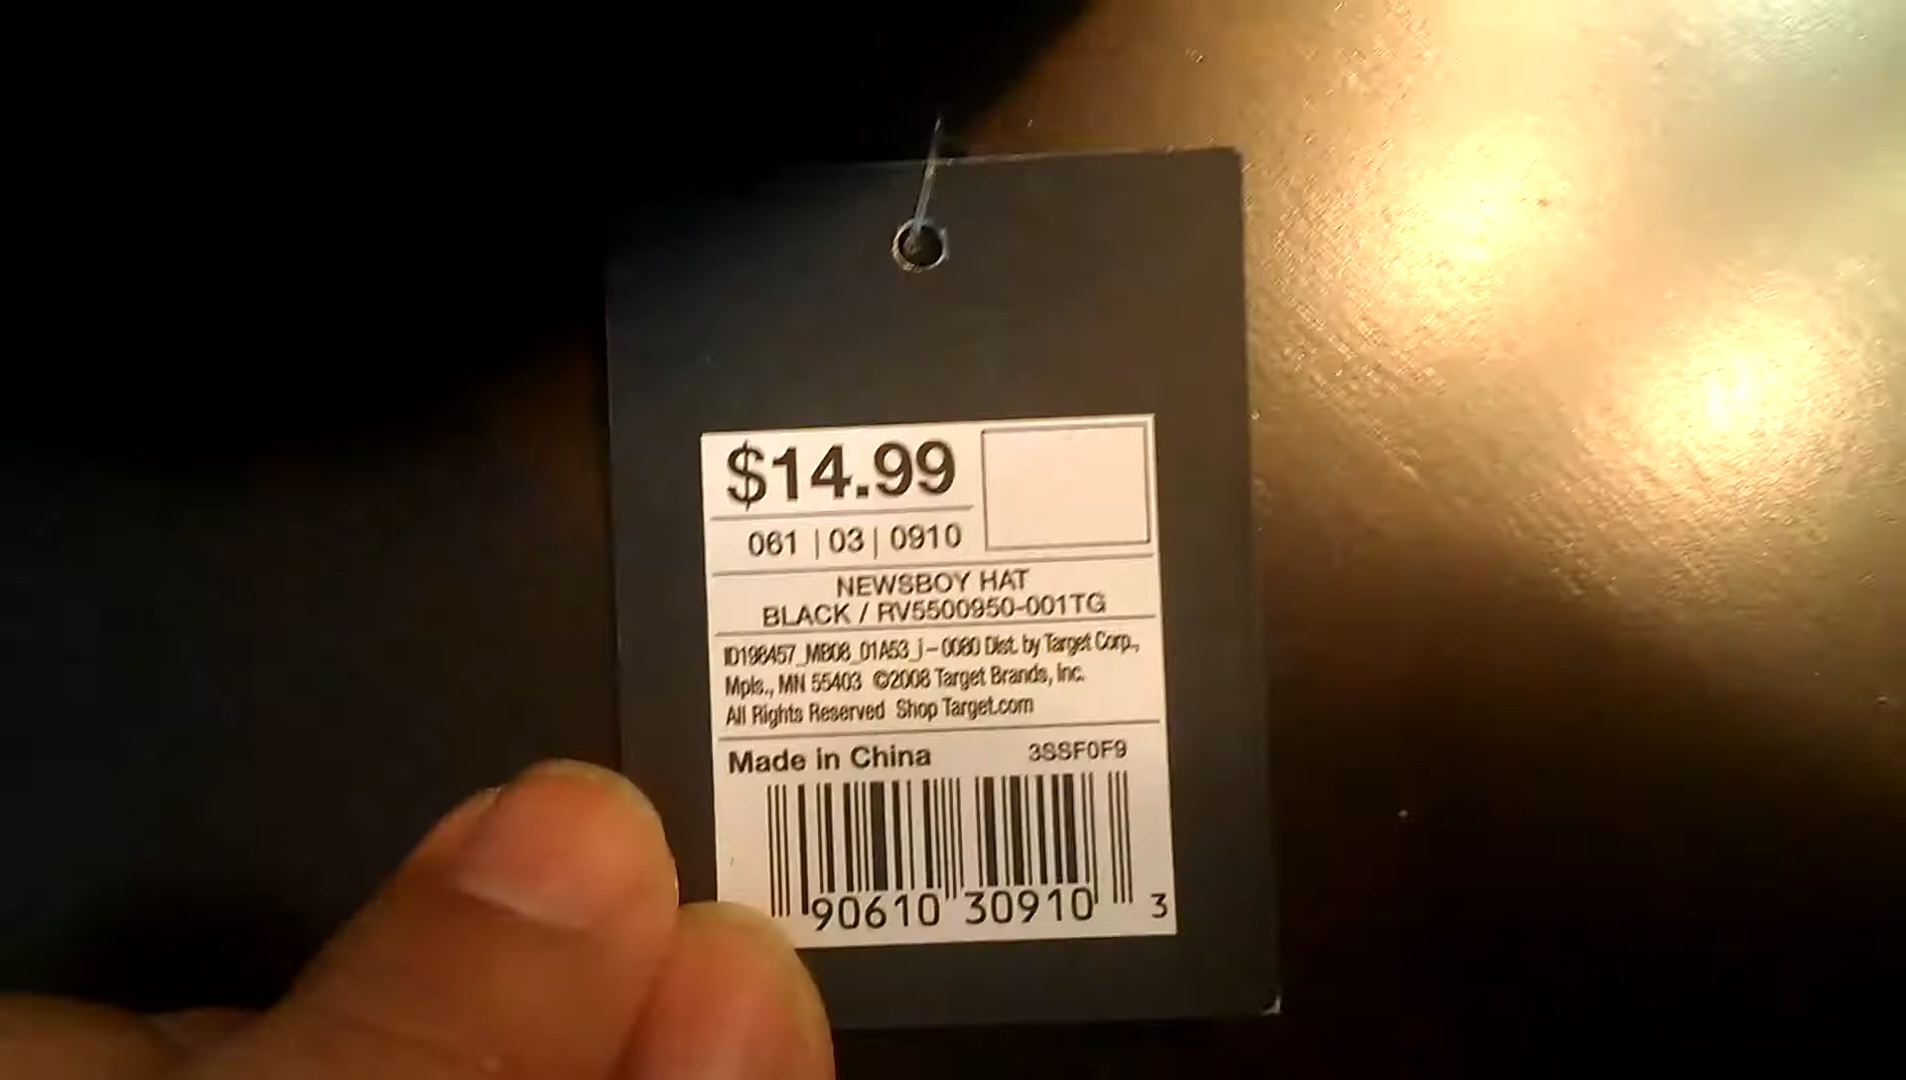 $14.99
061 | 03 | 0910
NEWSBOY HAT
BLACK / RV5500950-001TG
ID198457_MB08_01A53_j-0080 Dist. by Target Corp.,
Mpls., MN 55403 ©2008 Target Brands, Inc.
All Rights Reserved Shop Target.com
Made in China 3SSF0F9
90610 30910 3